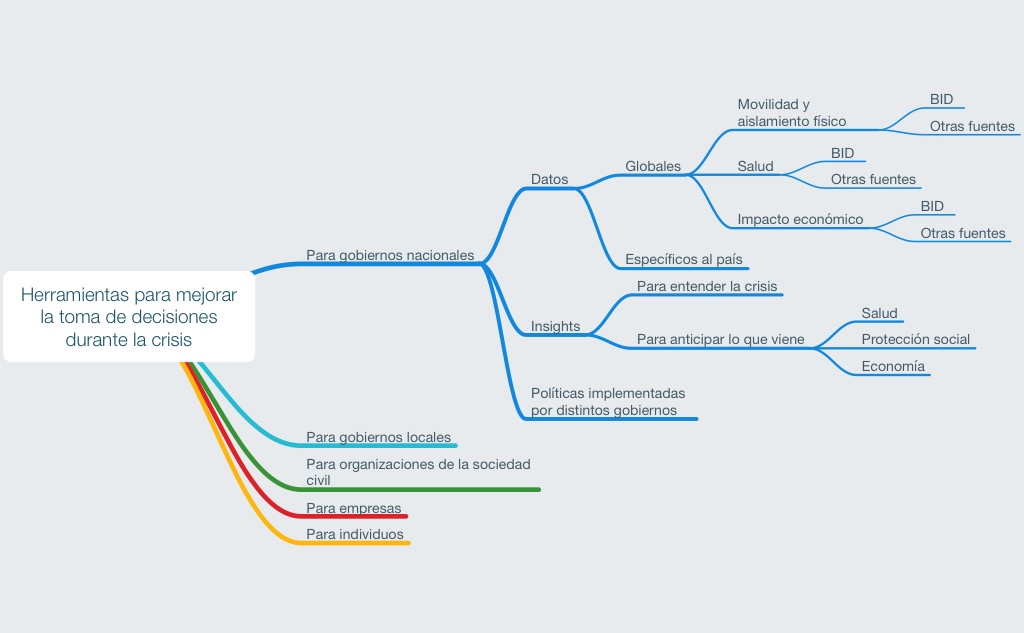 Herramientas para mejorar
la toma de decisiones
durante la crisis
Para gobiernos nacionales
Datos
Globales
Movilidad y
aislamiento físico
BID
Otras fuentes
Salud
BID
Otras fuentes
Impacto económico
BID
Otras fuentes
Específicos al país
Insights
Para entender la crisis
Para anticipar lo que viene
Salud
Protección social
Economía
Políticas implementadas
por distintos gobiernos
Para gobiernos locales
Para organizaciones de la sociedad
civil
Para empresas
Para individuos